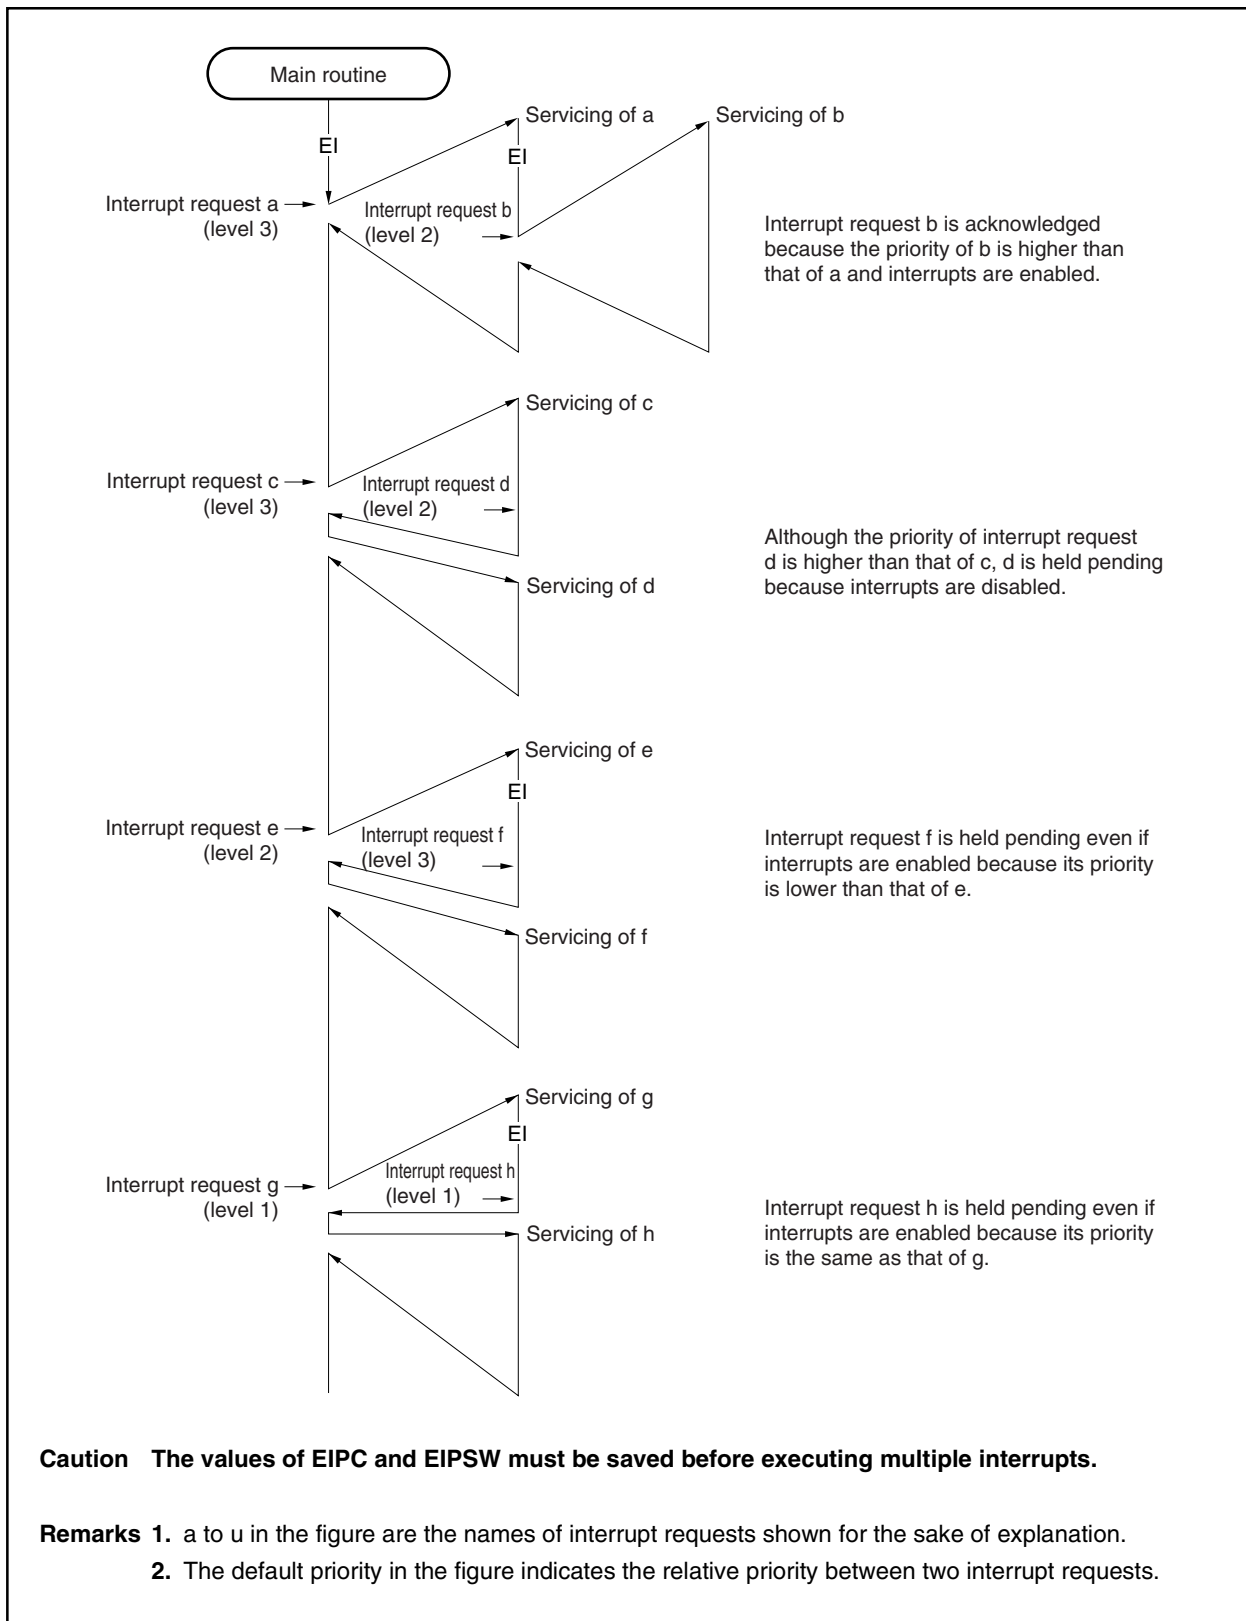 Main routine
Servicing of a
Servicing of b
EI
EI
Interrupt request a
(level 3)
Interrupt request b
(level 2)
Interrupt request b is acknowledged
because the priority of b is higher than
that of a and interrupts are enabled.
Servicing of c
Interrupt request c
(level 3)
Interrupt request d
(level 2)
Although the priority of interrupt request
d is higher than that of c, d is held pending
because interrupts are disabled.
Servicing of d
Servicing of e
EI
Interrupt request e
(level 2)
Interrupt request f
(level 3)
Interrupt request f is held pending even if
interrupts are enabled because its priority
is lower than that of e.
Servicing of f
Servicing of g
EI
Interrupt request g
(level 1)
Interrupt request h
(level 1)
Interrupt request h is held pending even if
interrupts are enabled because its priority
is the same as that of g.
Servicing of h
Caution The values of EIPC and EIPSW must be saved before executing multiple interrupts.
Remarks 1. a to u in the figure are the names of interrupt requests shown for the sake of explanation.
2. The default priority in the figure indicates the relative priority between two interrupt requests.